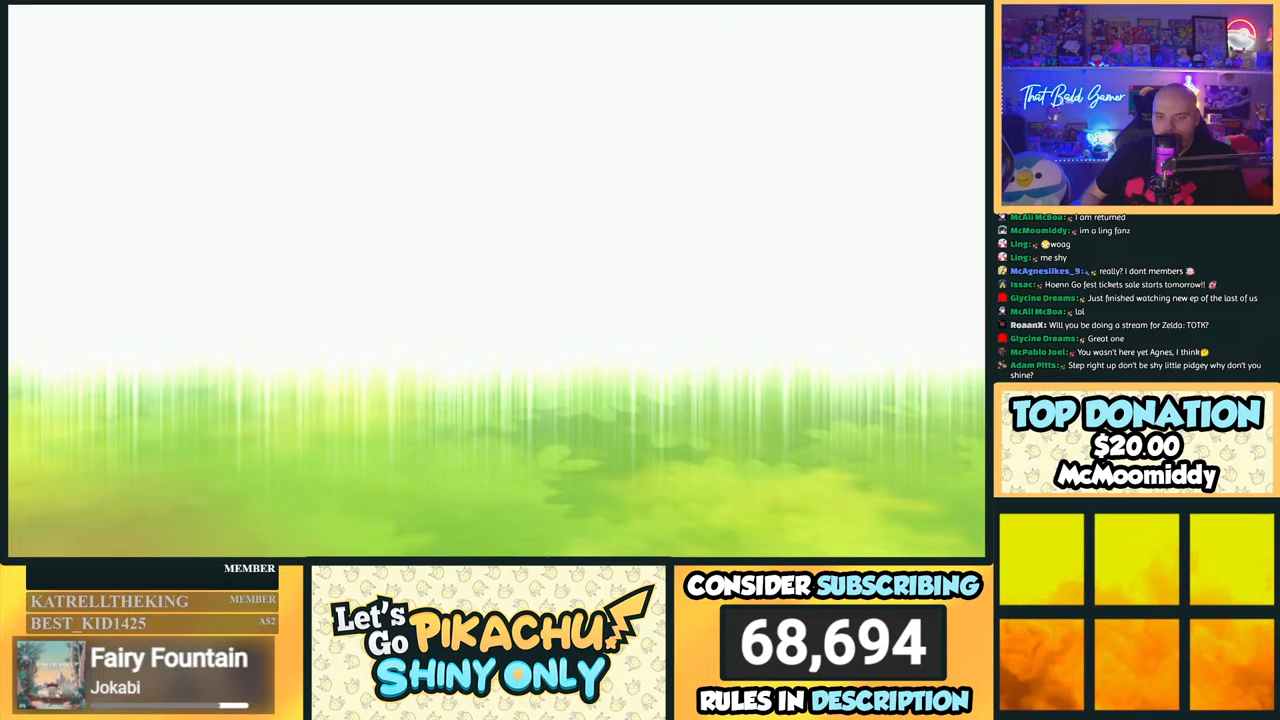 That Bald Gamer
McAli McBoa: I am returned
McMoomiddy: im a ling fanz
Ling: woag
Ling: me shy
McAgneslikes_9: really? I dont members
Issac: Hoenn Go fest tickets sale starts tomorrow!!
Glycine Dreams: Just finished watching new ep of the last of us
McAli McBoa: lol
RoaanX: Will you be doing a stream for Zelda: TOTK?
Glycine Dreams: Great one
McPablo Joel: You wasn't here yet Agnes, I think
Adam Pitts: Step right up don't be shy little pidgey why don't you
shine?
TOP DONATION
$20.00
McMoomiddy
MEMBER
KATRELLTHEKING MEMBER
BEST_KID1425 A$2
Fairy Fountain
Jokabi
Let's
Go PIKACHU
SHINY ONLY
CONSIDER SUBSCRIBING
68,694
RULES IN DESCRIPTION